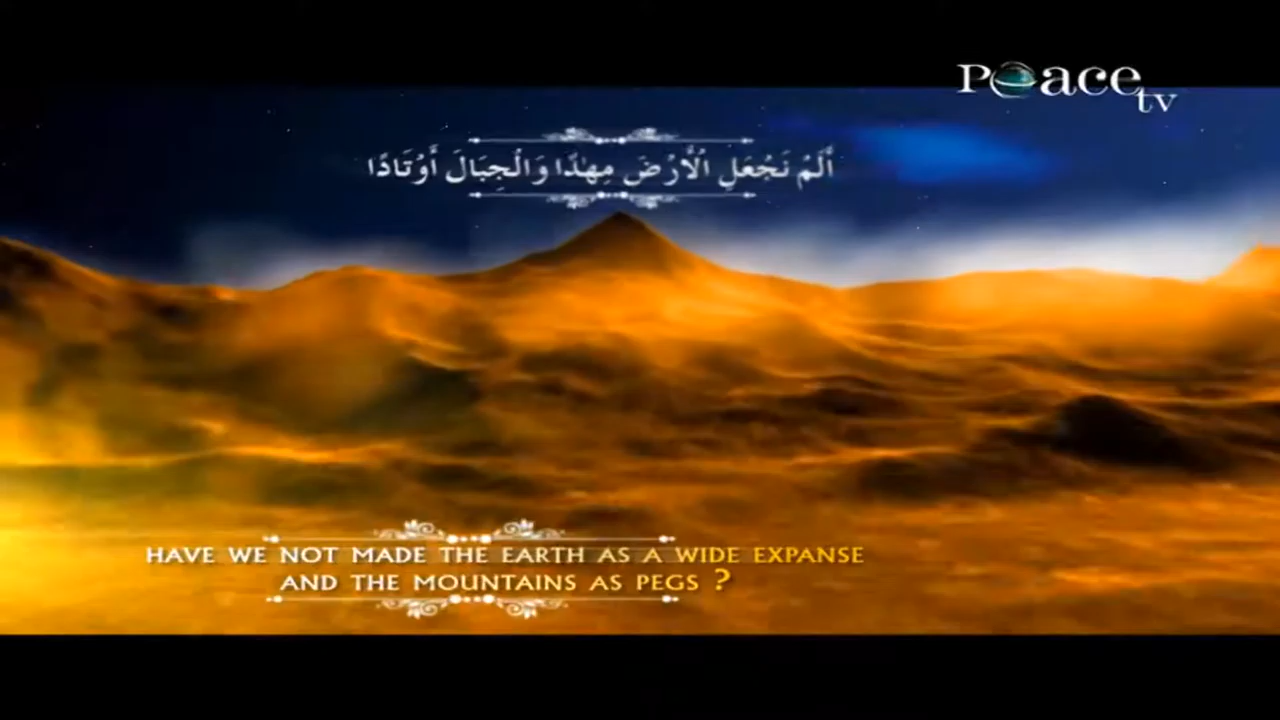 Peace tv
أَلَمْ نَجْعَلِ الْأَرْضَ مِهَٰدًا وَالْجِبَالَ أَوْتَادًا
HAVE WE NOT MADE THE EARTH AS A WIDE EXPANSE
AND THE MOUNTAINS AS PEGS ?